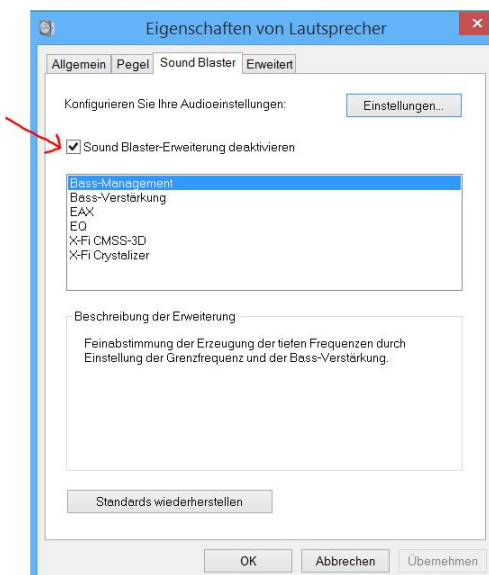 Eigenschaften von Lautsprecher
Allgemein Pegel Sound Blaster Erweitert
Konfigurieren Sie Ihre Audioeinstellungen: Einstellungen...
Sound Blaster-Erweiterung deaktivieren
Bass-Management
Bass-Verstärkung
EAX
EQ
X-Fi CMSS-3D
X-Fi Crystalizer
Beschreibung der Erweiterung
Feinabstimmung der Erzeugung der tiefen Frequenzen durch
Einstellung der Grenzfrequenz und der Bass-Verstärkung.
Standards wiederherstellen
OK Abbrechen Übernehmen